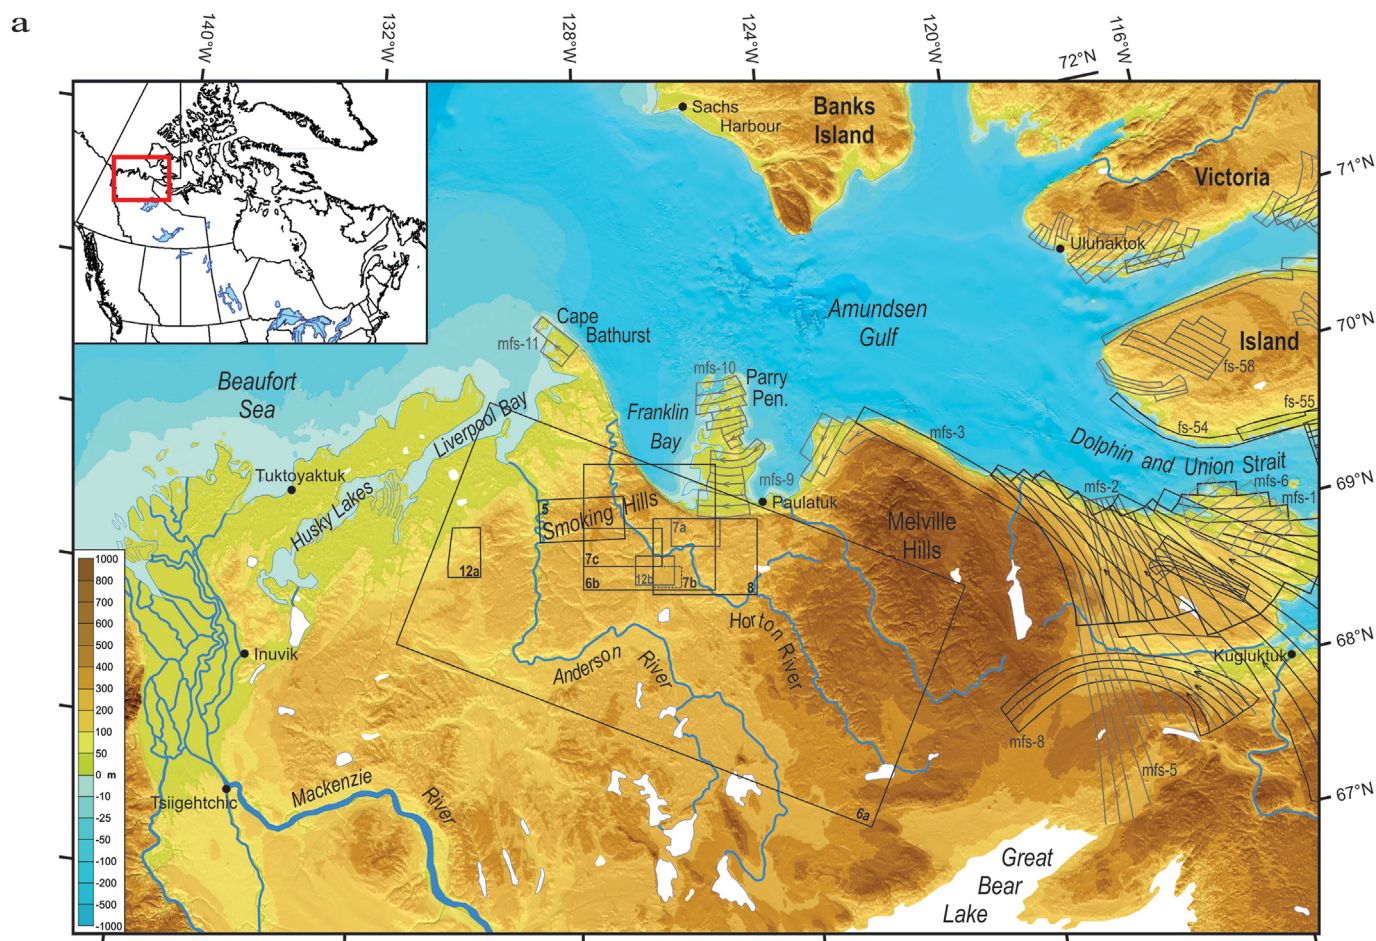 a
140°W
132°W
128°W
124°W
120°W
72°N
116°W
71°N
70°N
69°N
68°N
67°N
Sachs
Harbour
Banks
Island
Victoria
Uluhaktok
Amundsen
Gulf
Island
fs-58
fs-55
fs-54
Cape
Bathurst
mfs-11
Beaufort
Sea
mfs-10
Parry
Pen.
Franklin
Bay
Liverpool Bay
mfs-3
Dolphin and Union Strait
mfs-6
mfs-1
mfs-2
mfs-9
Paulatuk
Tuktoyaktuk
Husky Lakes
Smoking Hills
5
Melville
Hills
7a
7c
12a
12b
6b
7b
8
Horton River
Inuvik
Anderson
River
Kugluktuk
mfs-8
mfs-5
Tsiigehtchic
Mackenzie
River
6a
Great
Bear
Lake
1000
800
700
600
500
400
300
200
100
50
0 m
-10
-25
-50
-100
-200
-500
-1000